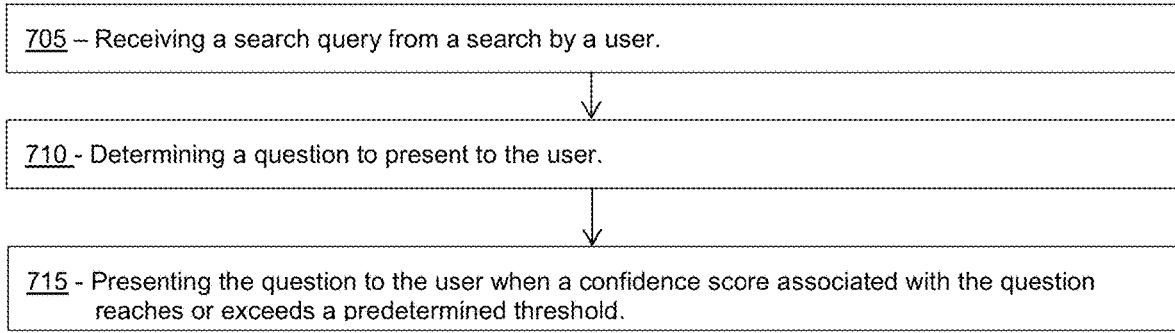 705 – Receiving a search query from a search by a user.
710 - Determining a question to present to the user.
715 - Presenting the question to the user when a confidence score associated with the question
reaches or exceeds a predetermined threshold.